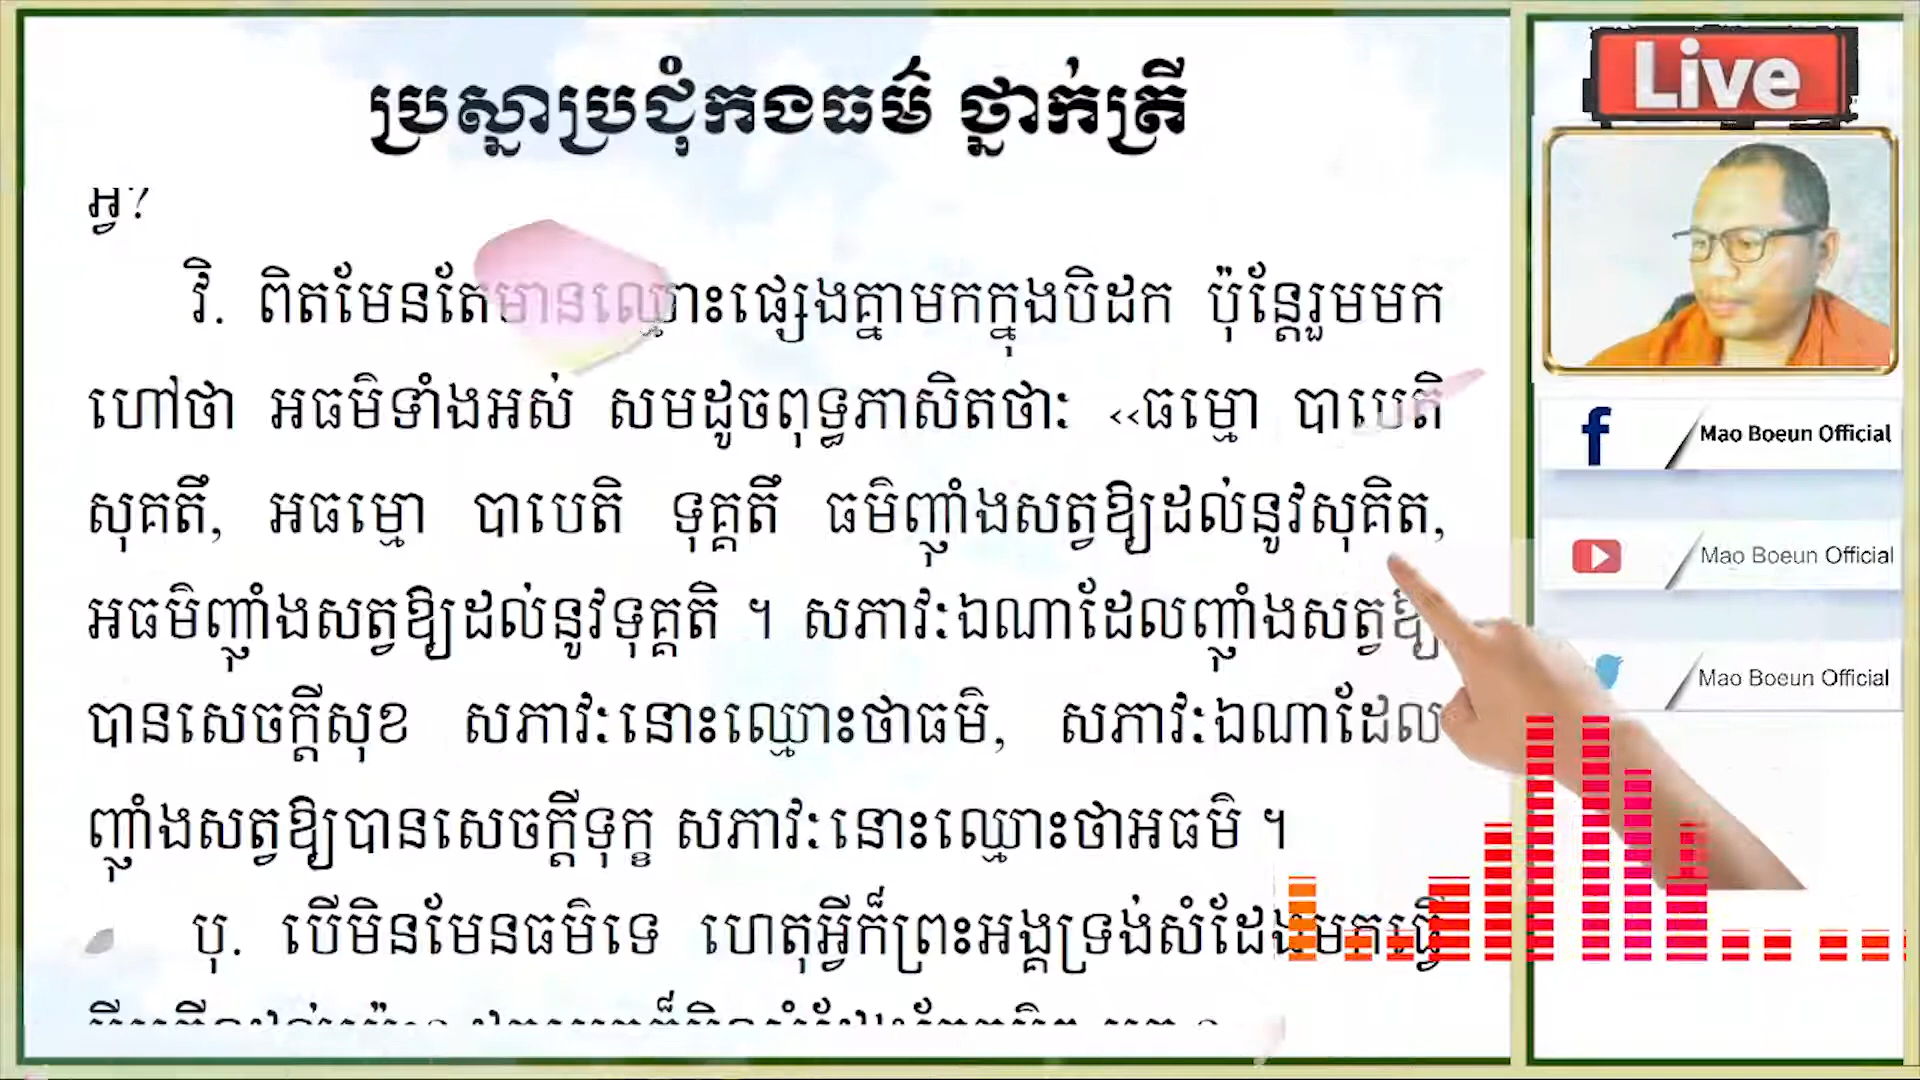 ប្រស្នាប្រជុំកងធម៌ ថ្នាក់ត្រី
Live
អ្វី?
វិ. ពិតមែនតែមានឈ្មោះផ្សេងគ្នាមកក្នុងបិដក ប៉ុន្តែរួមមក
ហៅថា អធម៌ទាំងអស់ សមដូចពុទ្ធភាសិតថាៈ <<ធម្មោ បាបេតិ
សុគតឹ, អធម្មោ បាបេតិ ទុគ្គតឹ ធម៌ញ៉ាំងសត្វឱ្យដល់នូវសុគិត,
អធម៌ញ៉ាំងសត្វឱ្យដល់នូវទុគ្គតិ ។ សភាវៈឯណាដែលញ៉ាំងសត្វឱ្យ
បានសេចក្ដីសុខ សភាវៈនោះឈ្មោះថាធម៌, សភាវៈឯណាដែល
ញ៉ាំងសត្វឱ្យបានសេចក្ដីទុក្ខ សភាវៈនោះឈ្មោះថាអធម៌ ។
បុ. បើមិនមែនធម៌ទេ ហេតុអ្វីក៏ព្រះអង្គទ្រង់សំដែងមកធ្វើ
Mao Boeun Official
Mao Boeun Official
Mao Boeun Official